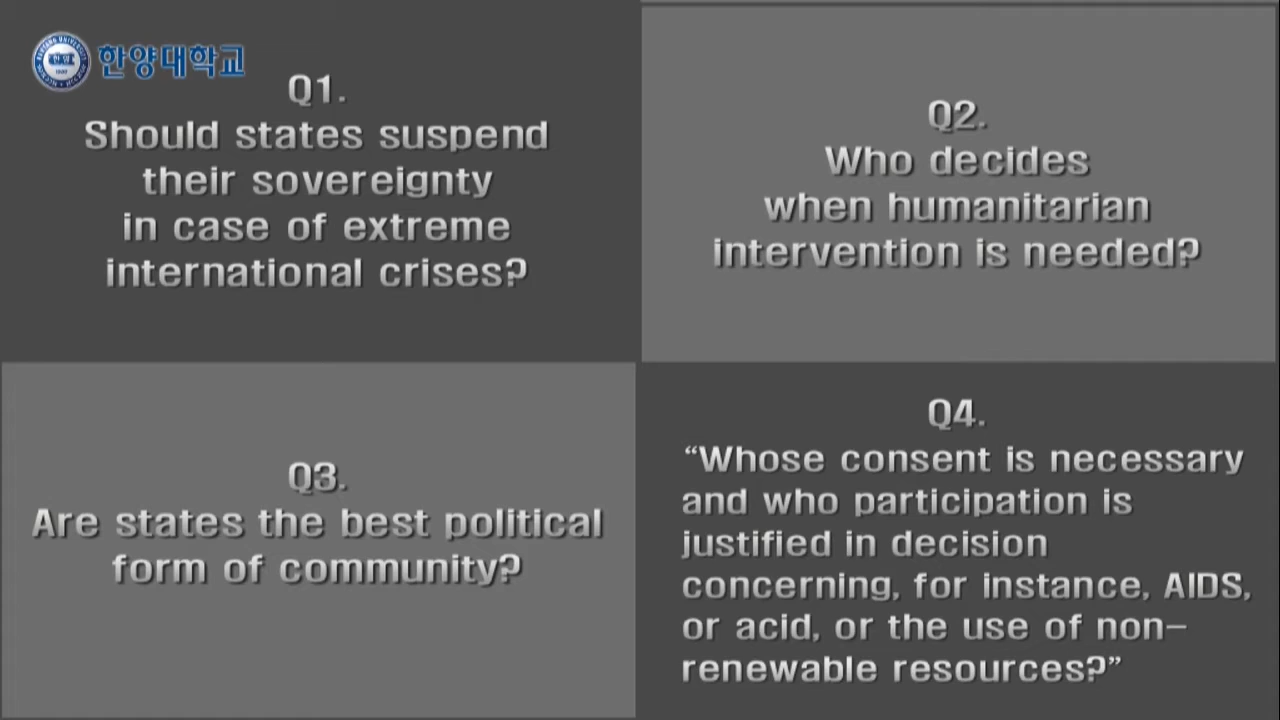 한양대학교
Q1.
Should states suspend
their sovereignty
in case of extreme
international crises?
Q2.
Who decides
when humanitarian
intervention is needed?
Q3.
Are states the best political
form of community?
Q4.
“Whose consent is necessary
and who participation is
justified in decision
concerning, for instance, AIDS,
or acid, or the use of non-
renewable resources?”